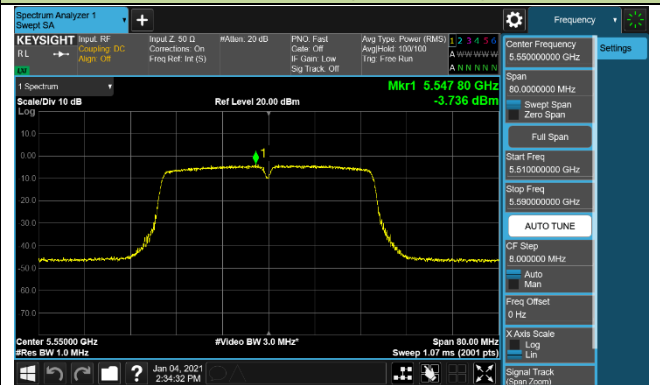 Spectrum Analyzer 1
Swept SA
Frequency
KEYSIGHT
RL
LXI
Input: RF
Coupling: DC
Align: Off
Input Z: 50 Ω
Corrections: On
Freq Ref: Int (S)
#Atten: 20 dB
PNO: Fast
Gate: Off
IF Gain: Low
Sig Track: Off
Avg Type: Power (RMS)
Avg|Hold: 100/100
Trig: Free Run
1 2 3 4 5 6
A W W W W W
A N N N N N
1 Spectrum
Scale/Div 10 dB
Ref Level 20.00 dBm
Mkr1 5.547 80 GHz
-3.736 dBm
Log
10.0
0.00
-10.0
-20.0
-30.0
-40.0
-50.0
-60.0
-70.0
1
Center 5.55000 GHz
#Res BW 1.0 MHz
#Video BW 3.0 MHz*
Span 80.00 MHz
Sweep 1.07 ms (2001 pts)
Jan 04, 2021
2:34:32 PM
Center Frequency
5.550000000 GHz
Settings
Span
80.0000000 MHz
Swept Span
Zero Span
Full Span
Start Freq
5.510000000 GHz
Stop Freq
5.590000000 GHz
AUTO TUNE
CF Step
8.000000 MHz
Auto
Man
Freq Offset
0 Hz
X Axis Scale
Log
Lin
Signal Track
(Span Zoom)